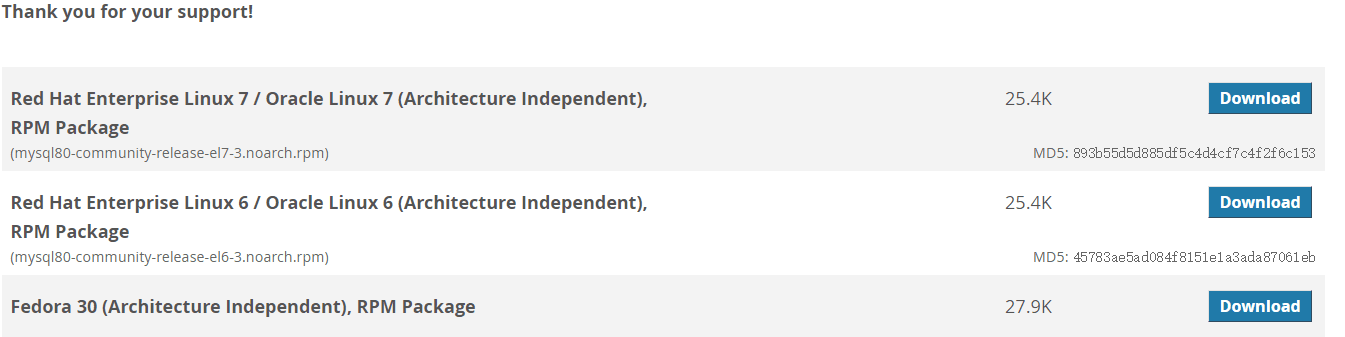 Thank you for your support!
Red Hat Enterprise Linux 7 / Oracle Linux 7 (Architecture Independent), 25.4K Download
RPM Package
(mysql80-community-release-el7-3.noarch.rpm) MD5: 893b55d5d885df5c4d4cf7c4f2f6c153
Red Hat Enterprise Linux 6 / Oracle Linux 6 (Architecture Independent), 25.4K Download
RPM Package
(mysql80-community-release-el6-3.noarch.rpm) MD5: 45783ae5ad084f8151e1a3ada87061eb
Fedora 30 (Architecture Independent), RPM Package 27.9K Download